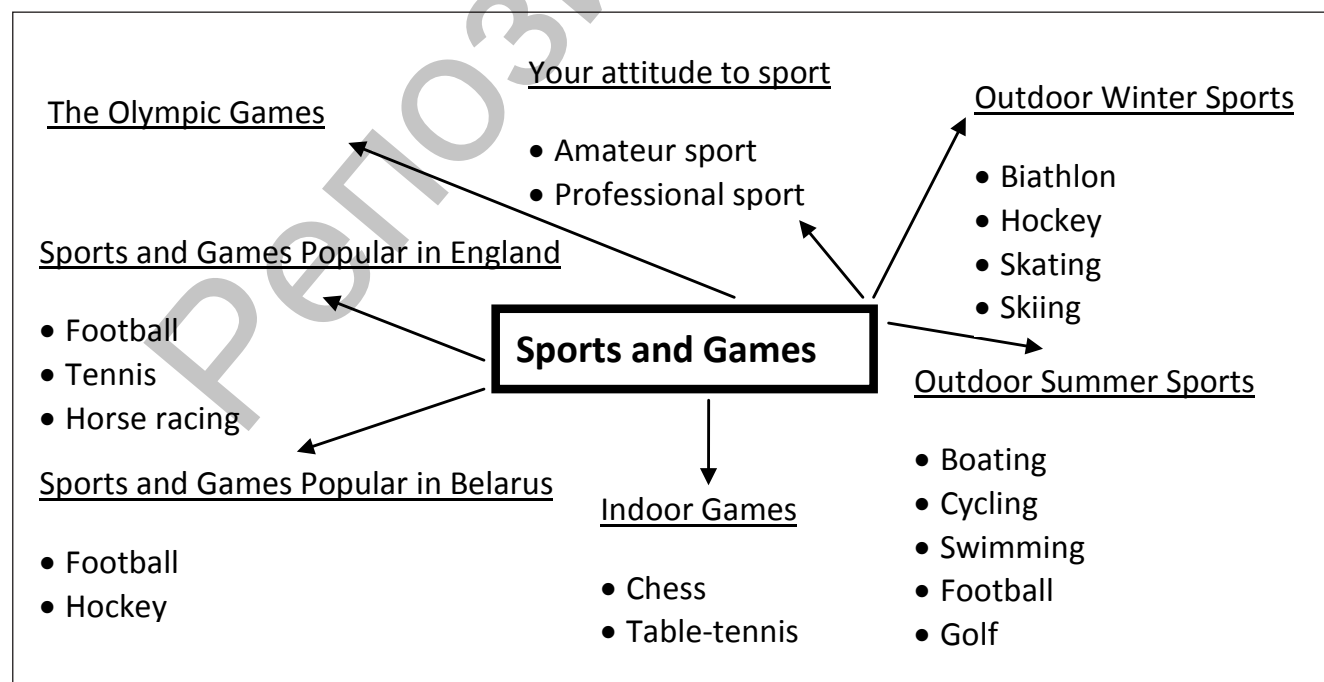 Your attitude to sport
• Amateur sport
• Professional sport
The Olympic Games
Outdoor Winter Sports
• Biathlon
• Hockey
• Skating
• Skiing
Sports and Games Popular in England
• Football
• Tennis
• Horse racing
Sports and Games
Outdoor Summer Sports
• Boating
• Cycling
• Swimming
• Football
• Golf
Sports and Games Popular in Belarus
• Football
• Hockey
Indoor Games
• Chess
• Table-tennis